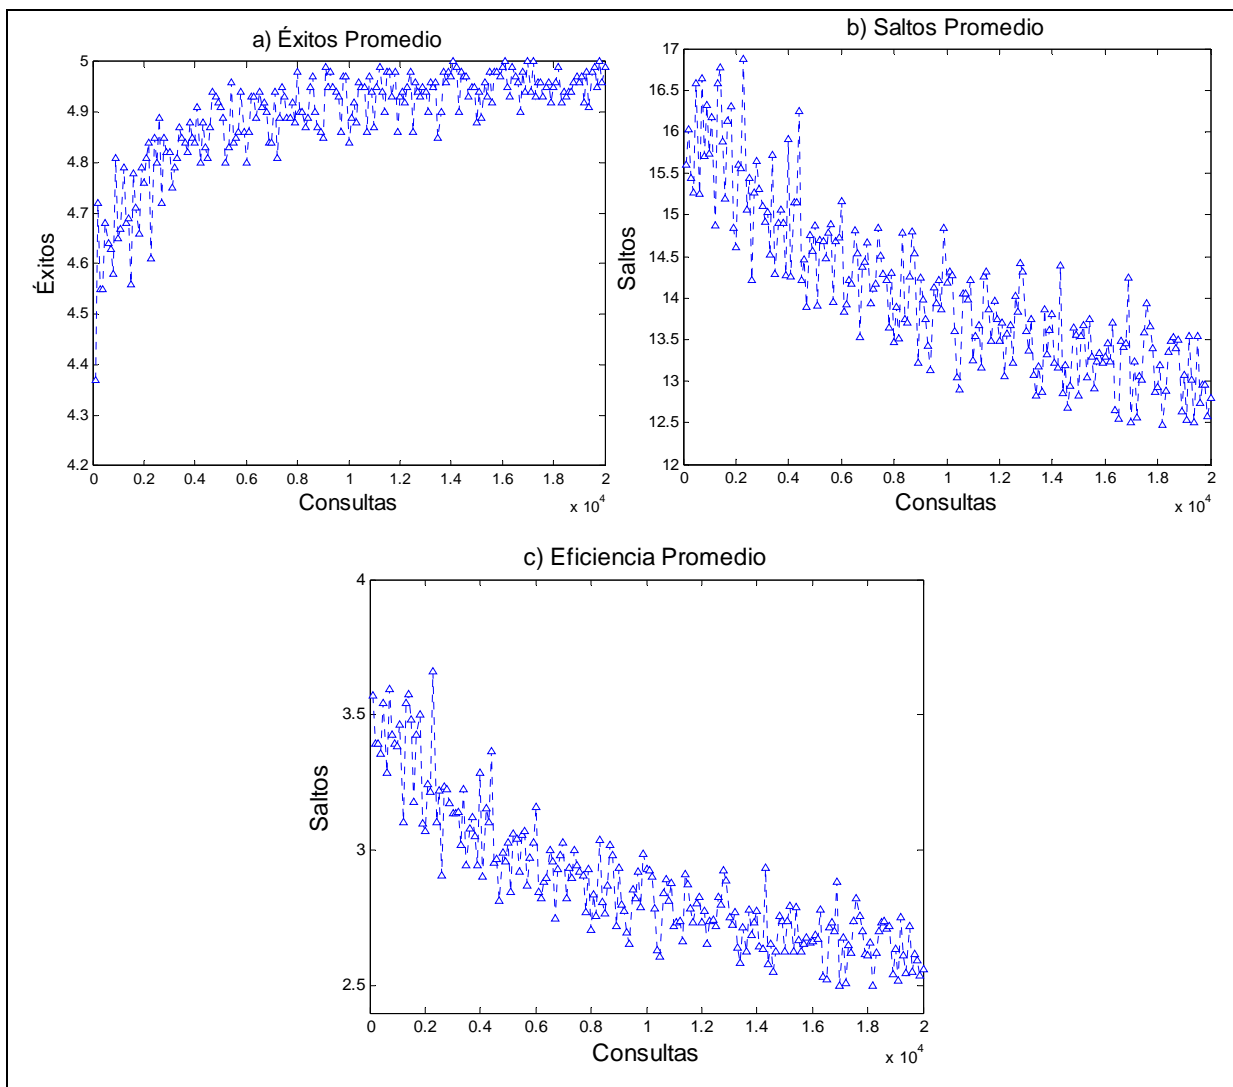 a) Éxitos Promedio
5
4.9
4.8
4.7
4.6
4.5
4.4
4.3
4.2
Éxitos
0 0.2 0.4 0.6 0.8 1 1.2 1.4 1.6 1.8 2
Consultas
x 10^4
b) Saltos Promedio
17
16.5
16
15.5
15
14.5
14
13.5
13
12.5
12
Saltos
0 0.2 0.4 0.6 0.8 1 1.2 1.4 1.6 1.8 2
Consultas
x 10^4
c) Eficiencia Promedio
4
3.5
3
2.5
Saltos
0 0.2 0.4 0.6 0.8 1 1.2 1.4 1.6 1.8 2
Consultas
x 10^4